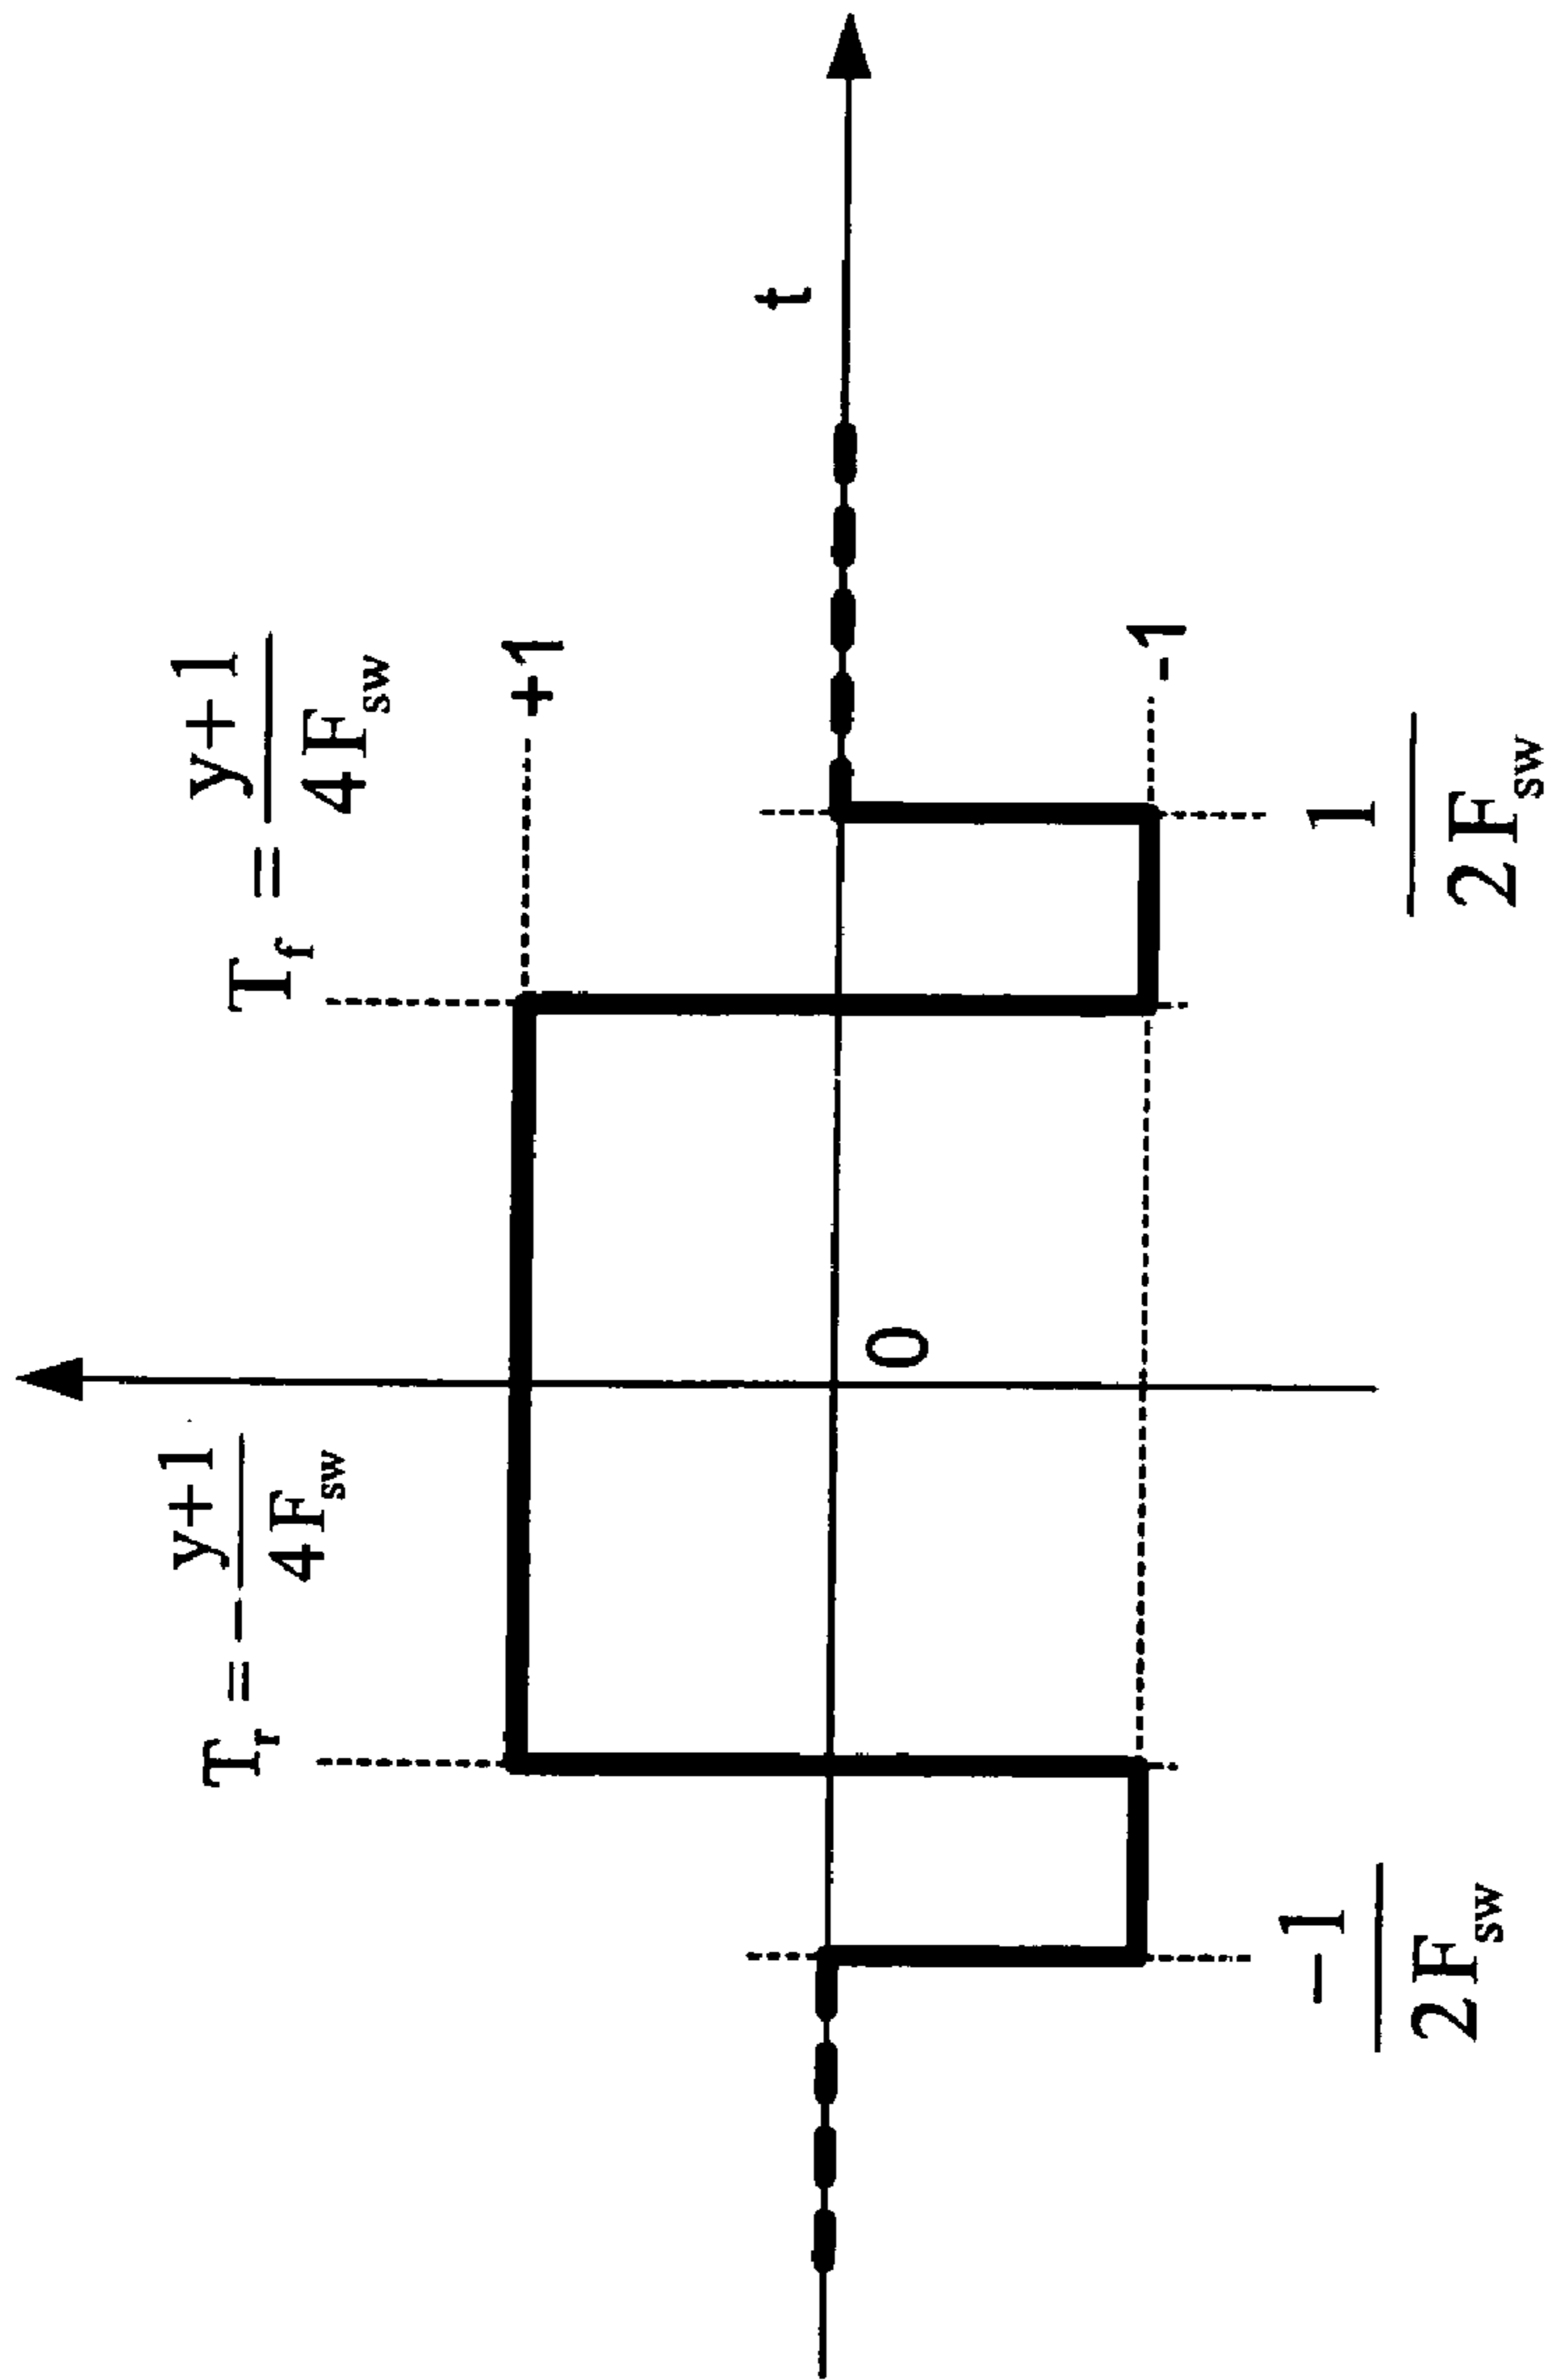 T_r = - y+1 / 4F_sw
T_f = y+1 / 4F_sw
+1
t
0
-1
- 1 / 2F_sw
1 / 2F_sw